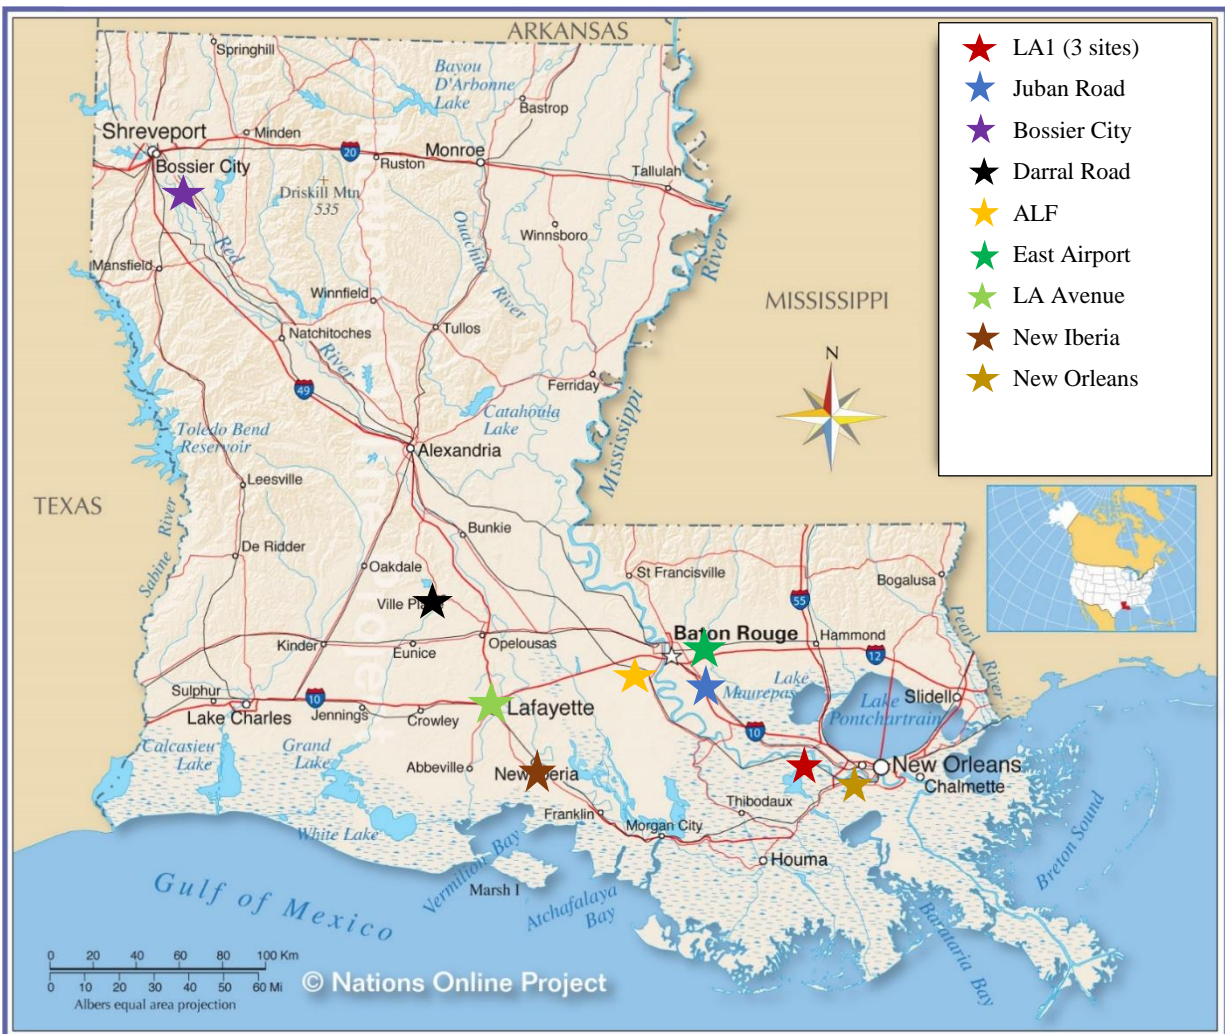 ARKANSAS
LA1 (3 sites)
Juban Road
Bossier City
Darral Road
ALF
East Airport
LA Avenue
New Iberia
New Orleans
Springhill
Bayou
D'Arbonne
Lake
Bastrop
Shreveport
Minden
Monroe
20
Ruston
Bossier City
Tallulah
Driskill Mtn
535
Ouachita
River
Winnsboro
River
Red
River
Mansfield
Winnfield
MISSISSIPPI
Natchitoches
Tullos
N
49
Ferriday
Catahoula
Lake
Mississippi
Toledo Bend
Reservoir
Alexandria
Leesville
TEXAS
Bunkie
Sabine River
De Ridder
Oakdale
St Francisville
Bogalusa
55
Ville
Baton Rouge
Hammond
Pearl
River
Kinder
Eunice
Opelousas
12
Sulphur
10
Lake Charles
Jennings
Crowley
Lafayette
Lake
Maurepas
Lake
Pontchartrain
Slidell
10
Calcasieu
Lake
Grand
Lake
Abbeville
New Iberia
New Orleans
Chalmette
Thibodaux
Franklin
Morgan City
White Lake
Houma
Vermilion Bay
Marsh I
Atchafalaya
Bay
Breton Sound
Barataria Bay
Gulf of Mexico
0 20 40 60 80 100 Km
0 10 20 30 40 50 60 Mi
Albers equal area projection
© Nations Online Project